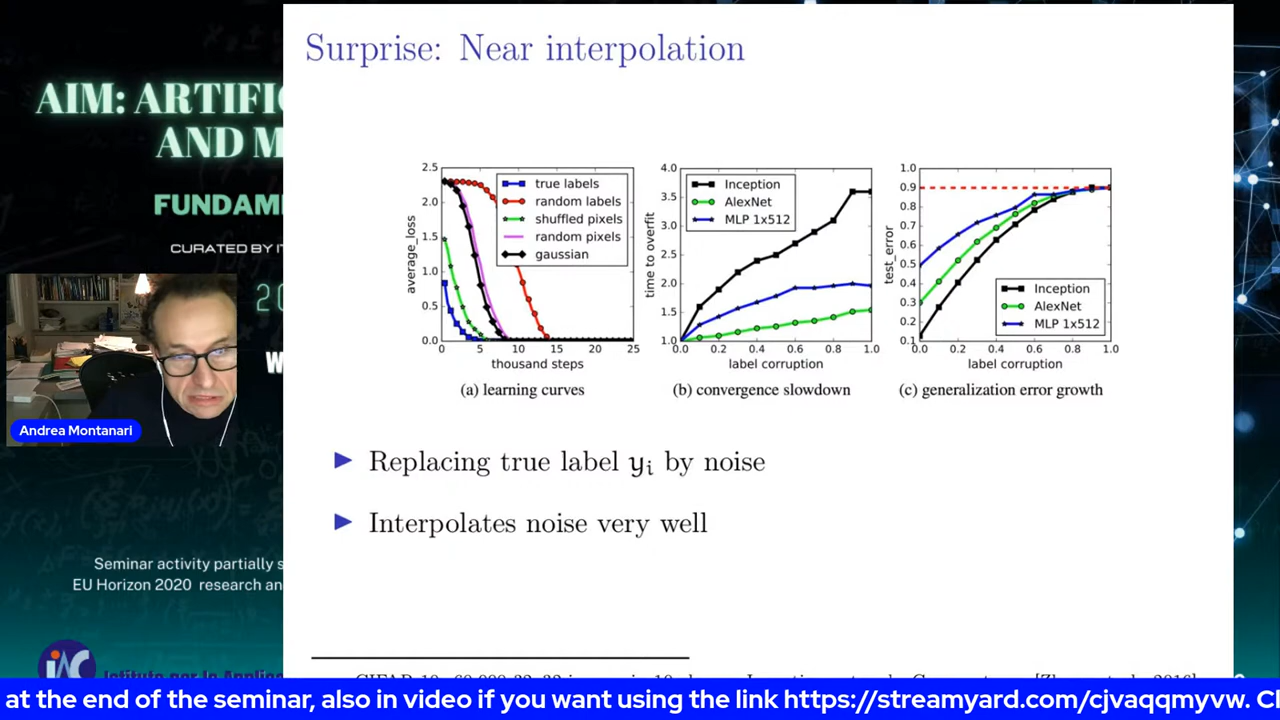 AIM: ARTIFI
AND M
FUNDAM
CURATED BY
20
W
Andrea Montanari
Seminar activity partially s
EU Horizon 2020 research an
IAC
Surprise: Near interpolation
2.5
2.0
1.5
1.0
0.5
0.0
average_loss
true labels
random labels
shuffled pixels
random pixels
gaussian
0 5 10 15 20 25
thousand steps
(a) learning curves
4.0
3.5
3.0
2.5
2.0
1.5
1.0
time to overfit
Inception
AlexNet
MLP 1x512
0.0 0.2 0.4 0.6 0.8 1.0
label corruption
(b) convergence slowdown
1.0
0.9
0.8
0.7
0.6
0.5
0.4
0.3
0.2
0.1
test_error
Inception
AlexNet
MLP 1x512
0.0 0.2 0.4 0.6 0.8 1.0
label corruption
(c) generalization error growth
▶ Replacing true label yᵢ by noise
▶ Interpolates noise very well
at the end of the seminar, also in video if you want using the link https://streamyard.com/cjvaqqmyvw. C